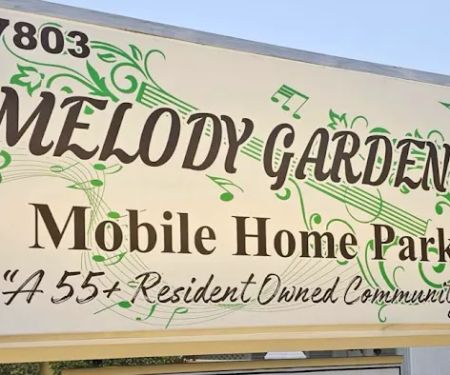 7803
MELODY GARDEN
Mobile Home Park
"A 55+ Resident Owned Community